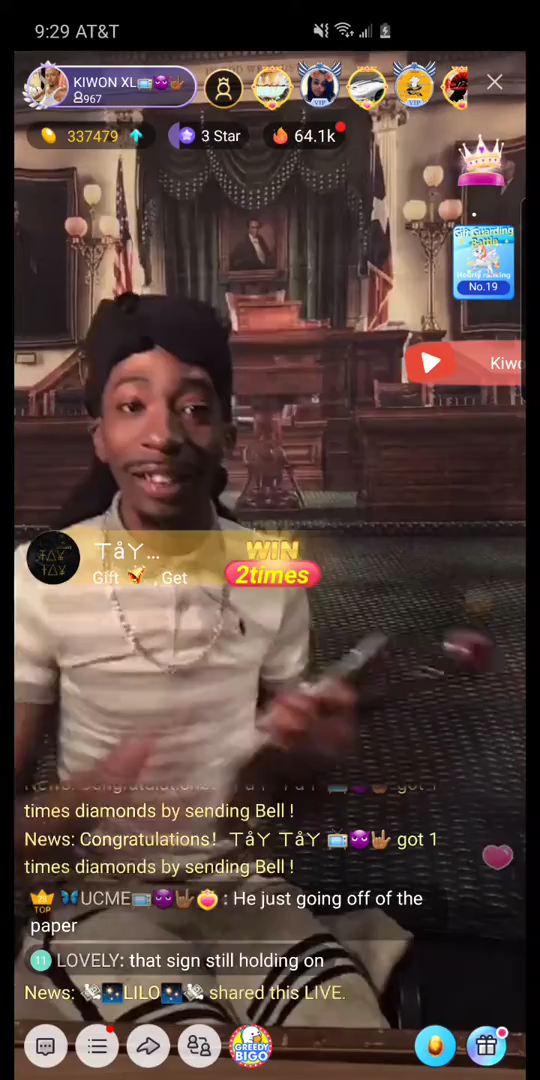 9:29 AT&T
KIWON XL📺😈🤟🏾
967
VIP
VIP
337479
3 Star
64.1k
Gift Guarding
Battle
Hourly ranking
No.19
Kiwo
TåY...
WIN
Gift , Get
2times
times diamonds by sending Bell !
News: Congratulations! TåY TåY 📺😈🤟🏾 got 1
times diamonds by sending Bell !
TOP 🦋UCME📺😈🤟🏾 : He just going off of the
paper
11 LOVELY: that sign still holding on
News: LILO shared this LIVE.
GREEDY
BIGO